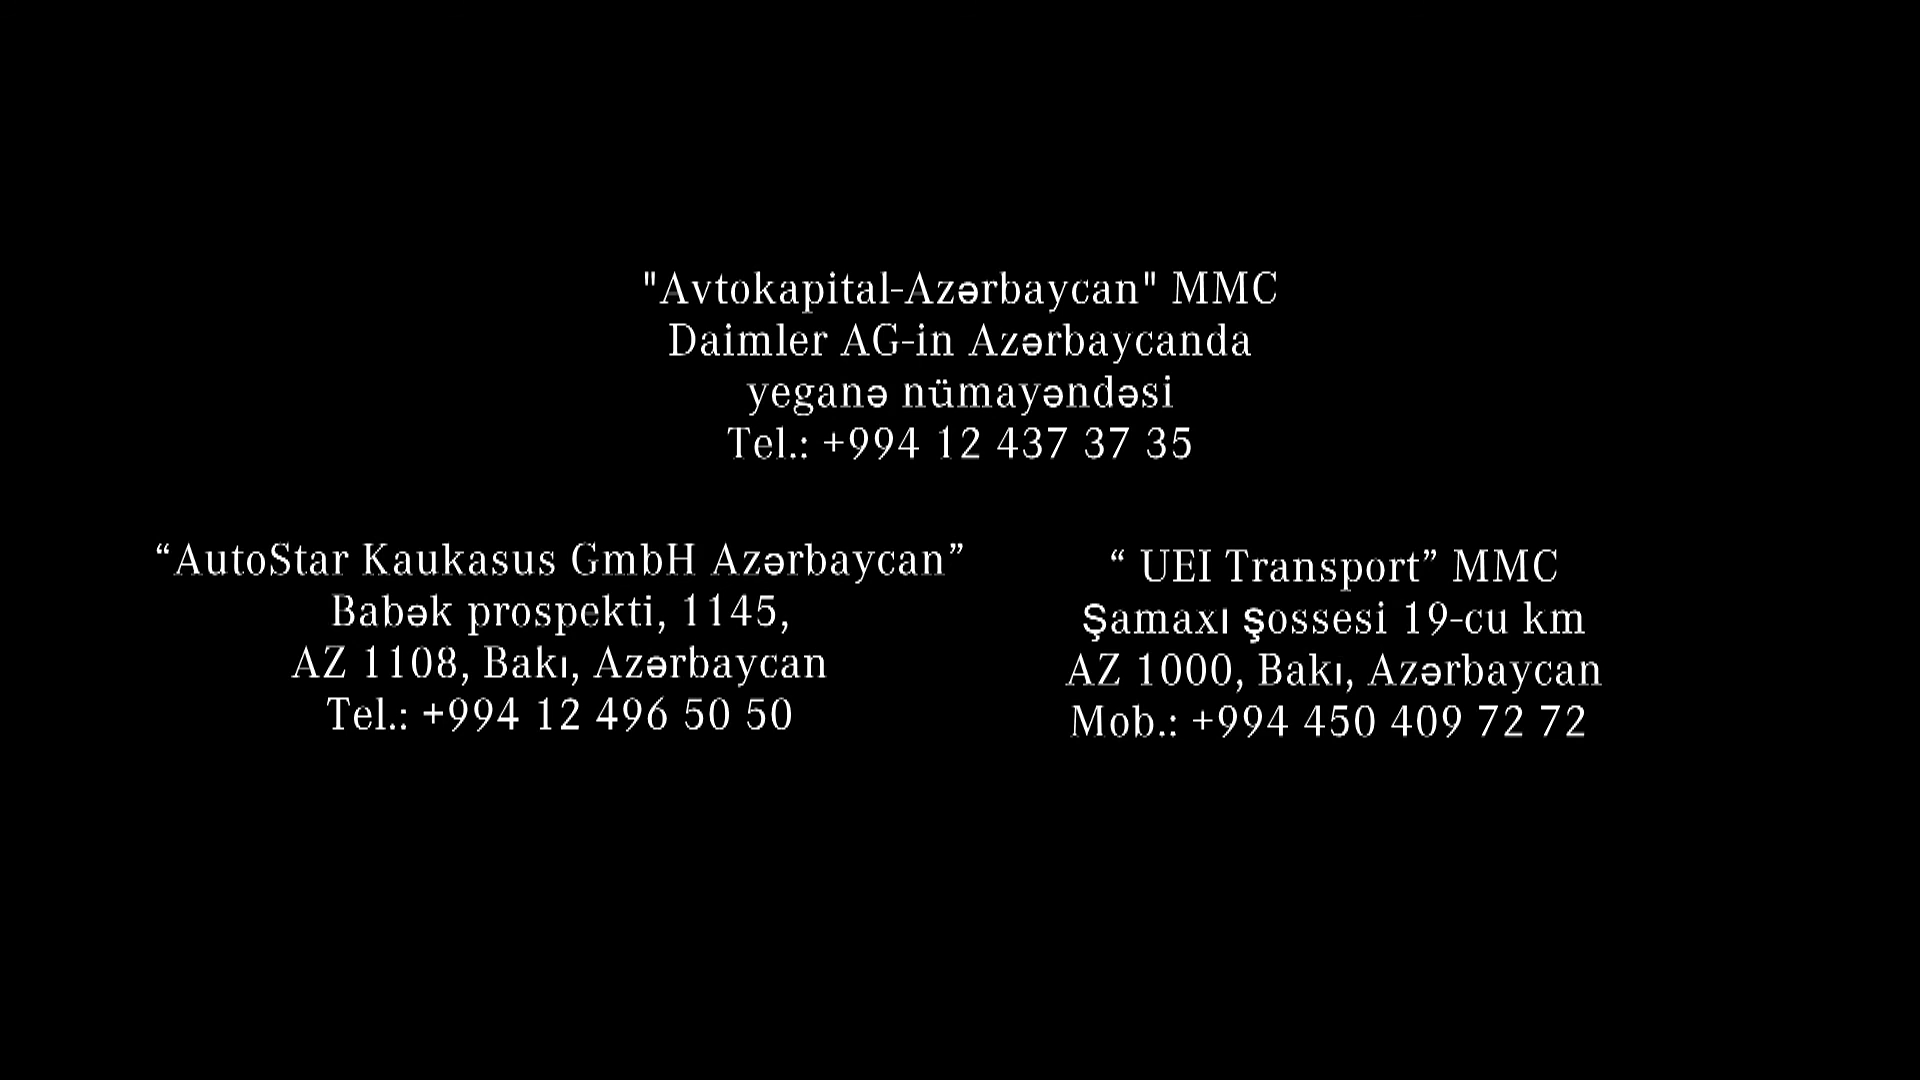 "Avtokapital-Azərbaycan" MMC
Daimler AG-in Azərbaycanda
yeganə nümayəndəsi
Tel.: +994 12 437 37 35
“AutoStar Kaukasus GmbH Azərbaycan”
Babək prospekti, 1145,
AZ 1108, Bakı, Azərbaycan
Tel.: +994 12 496 50 50
“ UEI Transport” MMC
Şamaxı şossesi 19-cu km
AZ 1000, Bakı, Azərbaycan
Mob.: +994 450 409 72 72